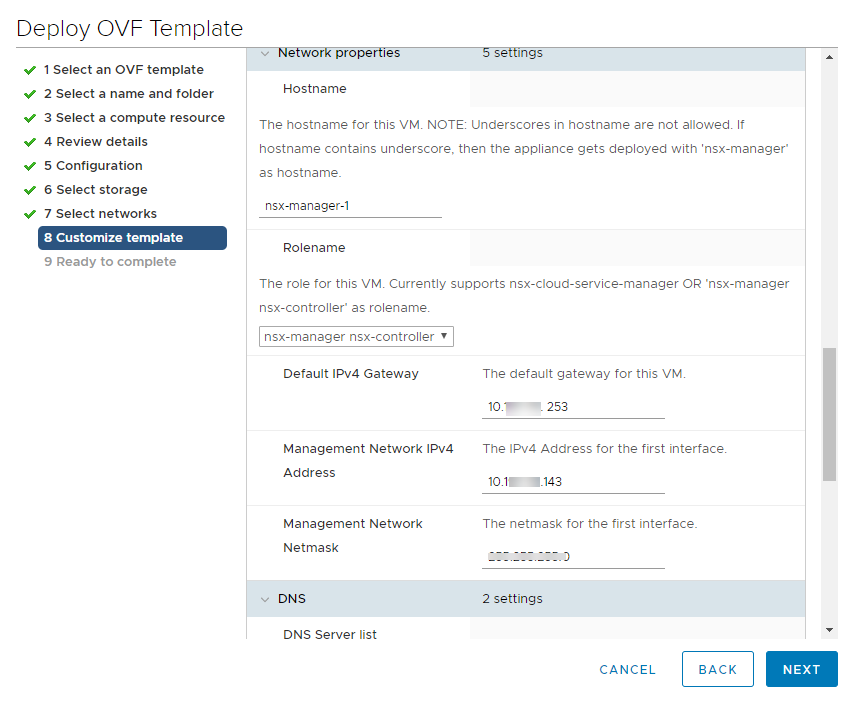 Deploy OVF Template
1 Select an OVF template
2 Select a name and folder
3 Select a compute resource
4 Review details
5 Configuration
6 Select storage
7 Select networks
8 Customize template
9 Ready to complete
Network properties 5 settings
Hostname
The hostname for this VM. NOTE: Underscores in hostname are not allowed. If
hostname contains underscore, then the appliance gets deployed with 'nsx-manager'
as hostname.
nsx-manager-1
Rolename
The role for this VM. Currently supports nsx-cloud-service-manager OR 'nsx-manager
nsx-controller' as rolename.
nsx-manager nsx-controller
Default IPv4 Gateway The default gateway for this VM.
10. . 253
Management Network IPv4 The IPv4 Address for the first interface.
Address
10.1 .143
Management Network The netmask for the first interface.
Netmask
DNS 2 settings
DNS Server list
CANCEL BACK NEXT